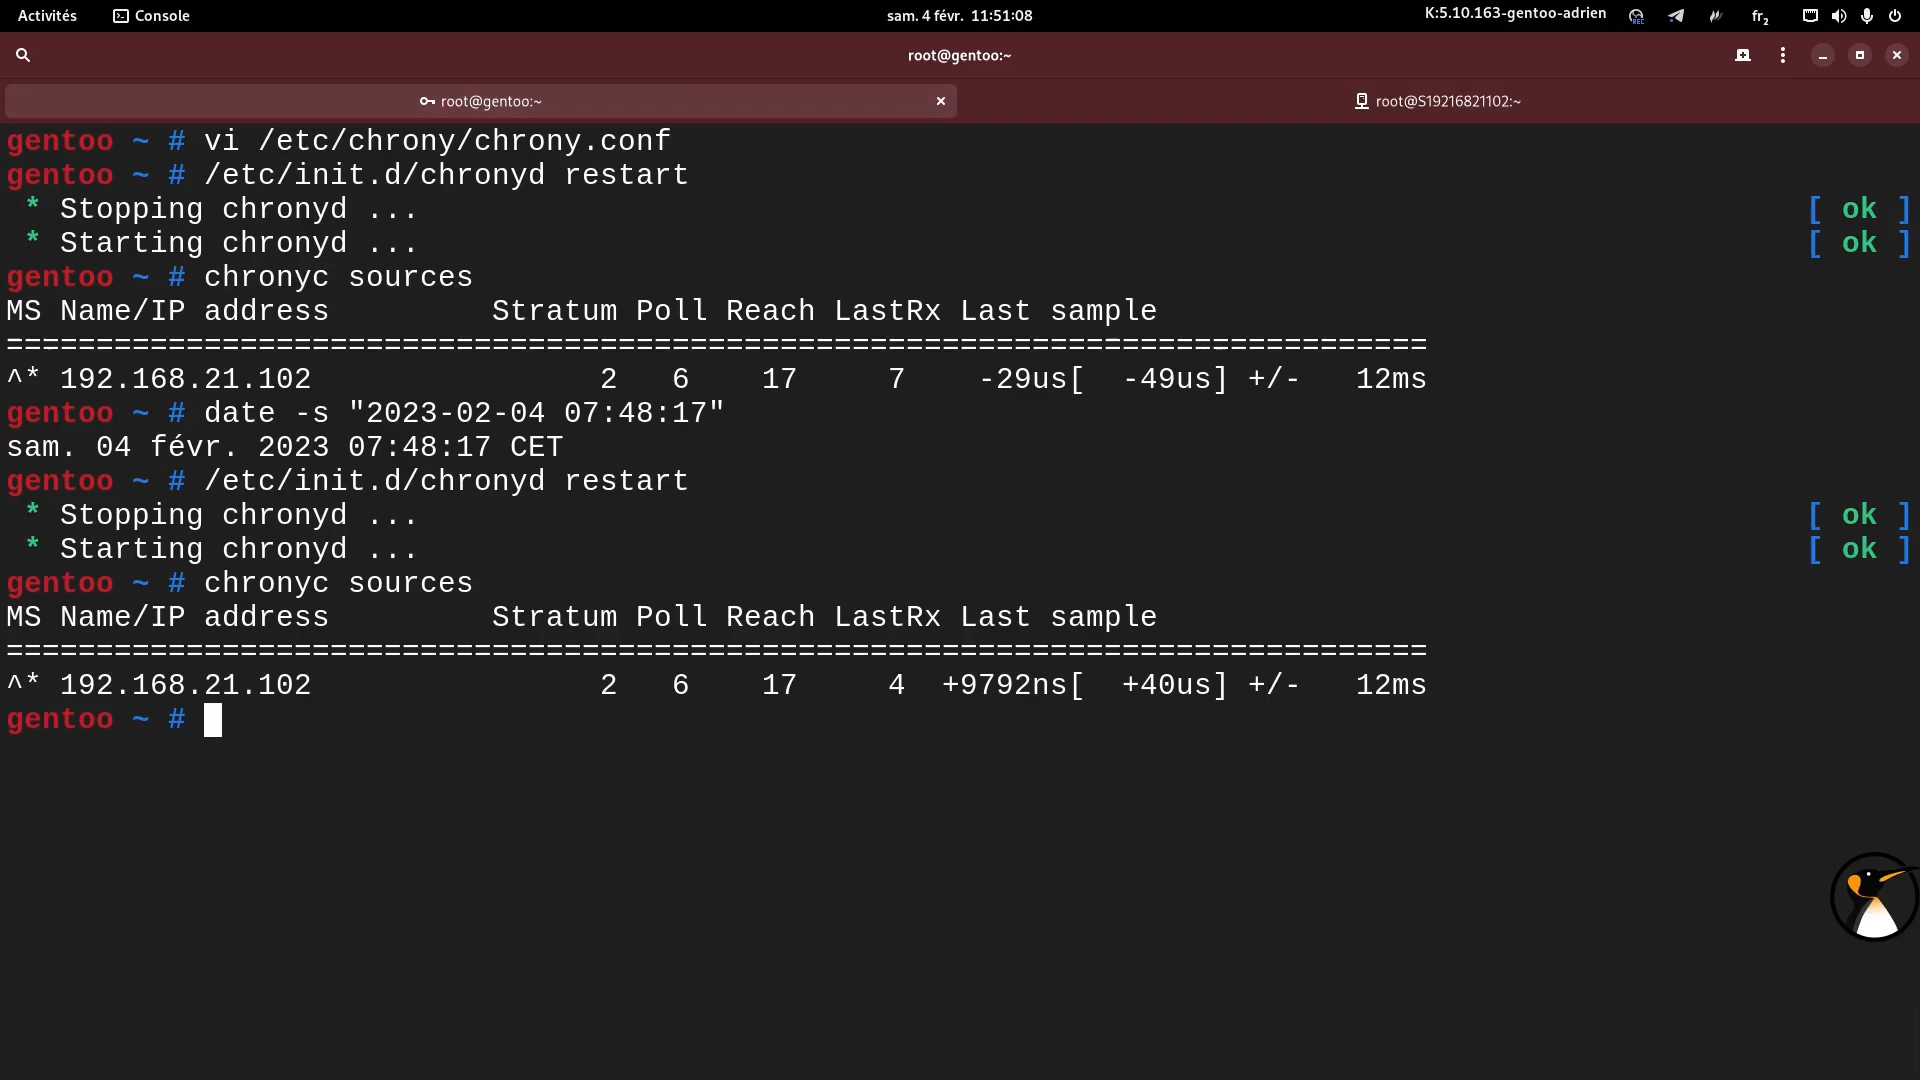 Activités Console sam. 4 févr. 11:51:08 K:5.10.163-gentoo-adrien REC fr2
root@gentoo:~
root@gentoo:~ root@S19216821102:~
gentoo ~ # vi /etc/chrony/chrony.conf
gentoo ~ # /etc/init.d/chronyd restart
* Stopping chronyd ... [ ok ]
* Starting chronyd ... [ ok ]
gentoo ~ # chronyc sources
MS Name/IP address Stratum Poll Reach LastRx Last sample
===============================================================================
^* 192.168.21.102 2 6 17 7 -29us[ -49us] +/- 12ms
gentoo ~ # date -s "2023-02-04 07:48:17"
sam. 04 févr. 2023 07:48:17 CET
gentoo ~ # /etc/init.d/chronyd restart
* Stopping chronyd ... [ ok ]
* Starting chronyd ... [ ok ]
gentoo ~ # chronyc sources
MS Name/IP address Stratum Poll Reach LastRx Last sample
===============================================================================
^* 192.168.21.102 2 6 17 4 +9792ns[ +40us] +/- 12ms
gentoo ~ #